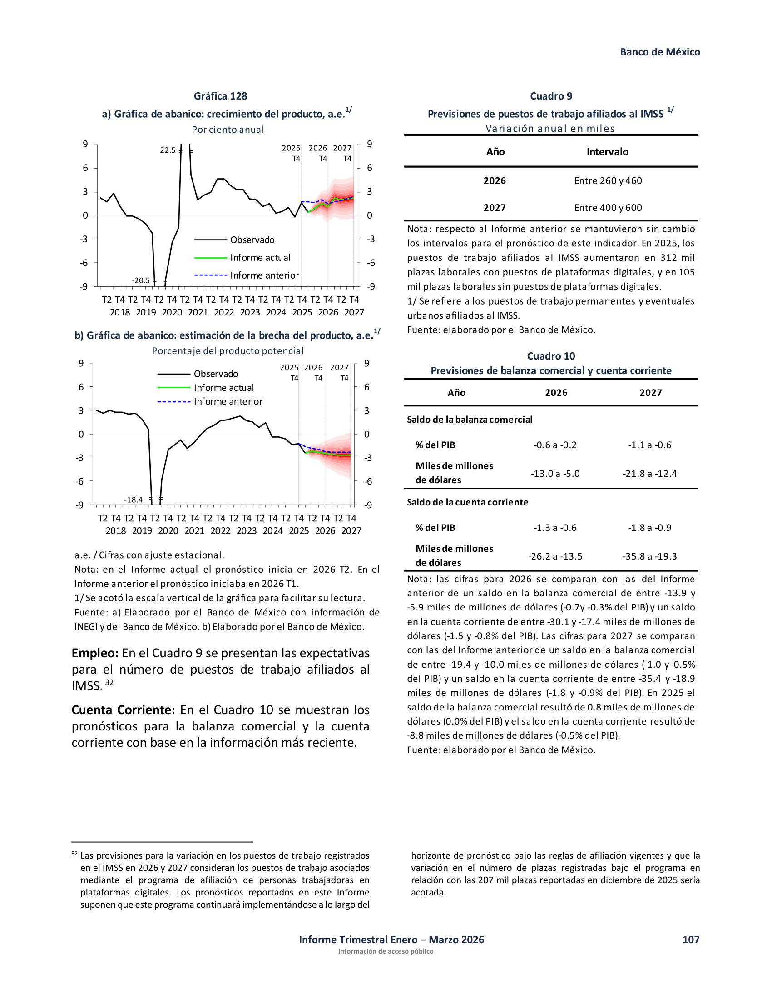 Banco de México
Gráfica 128
a) Gráfica de abanico: crecimiento del producto, a.e.1/
Por ciento anual
9
6
3
0
-3
-6
-9
22.5
-20.5
2025
T4
2026
T4
2027
T4
Observado
Informe actual
Informe anterior
9
6
3
0
-3
-6
-9
T2 T4 T2 T4 T2 T4 T2 T4 T2 T4 T2 T4 T2 T4 T2 T4 T2 T4 T2 T4
2018 2019 2020 2021 2022 2023 2024 2025 2026 2027
b) Gráfica de abanico: estimación de la brecha del producto, a.e.1/
Porcentaje del producto potencial
9
6
3
0
-3
-6
-9
Observado
Informe actual
Informe anterior
2025
T4
2026
T4
2027
T4
-18.4
9
6
3
0
-3
-6
-9
T2 T4 T2 T4 T2 T4 T2 T4 T2 T4 T2 T4 T2 T4 T2 T4 T2 T4 T2 T4
2018 2019 2020 2021 2022 2023 2024 2025 2026 2027
a.e. / Cifras con ajuste estacional.
Nota: en el Informe actual el pronóstico inicia en 2026 T2. En el
Informe anterior el pronóstico iniciaba en 2026 T1.
1/ Se acotó la escala vertical de la gráfica para facilitar su lectura.
Fuente: a) Elaborado por el Banco de México con información de
INEGI y del Banco de México. b) Elaborado por el Banco de México.
Empleo: En el Cuadro 9 se presentan las expectativas
para el número de puestos de trabajo afiliados al
IMSS. 32
Cuenta Corriente: En el Cuadro 10 se muestran los
pronósticos para la balanza comercial y la cuenta
corriente con base en la información más reciente.
Cuadro 9
Previsiones de puestos de trabajo afiliados al IMSS 1/
Variación anual en miles
Año Intervalo
2026 Entre 260 y 460
2027 Entre 400 y 600
Nota: respecto al Informe anterior se mantuvieron sin cambio
los intervalos para el pronóstico de este indicador. En 2025, los
puestos de trabajo afiliados al IMSS aumentaron en 312 mil
plazas laborales con puestos de plataformas digitales, y en 105
mil plazas laborales sin puestos de plataformas digitales.
1/ Se refiere a los puestos de trabajo permanentes y eventuales
urbanos afiliados al IMSS.
Fuente: elaborado por el Banco de México.
Cuadro 10
Previsiones de balanza comercial y cuenta corriente
Año 2026 2027
Saldo de la balanza comercial
% del PIB -0.6 a -0.2 -1.1 a -0.6
Miles de millones
de dólares -13.0 a -5.0 -21.8 a -12.4
Saldo de la cuenta corriente
% del PIB -1.3 a -0.6 -1.8 a -0.9
Miles de millones
de dólares -26.2 a -13.5 -35.8 a -19.3
Nota: las cifras para 2026 se comparan con las del Informe
anterior de un saldo en la balanza comercial de entre -13.9 y
-5.9 miles de millones de dólares (-0.7y -0.3% del PIB) y un saldo
en la cuenta corriente de entre -30.1 y -17.4 miles de millones de
dólares (-1.5 y -0.8% del PIB). Las cifras para 2027 se comparan
con las del Informe anterior de un saldo en la balanza comercial
de entre -19.4 y -10.0 miles de millones de dólares (-1.0 y -0.5%
del PIB) y un saldo en la cuenta corriente de entre -35.4 y -18.9
miles de millones de dólares (-1.8 y -0.9% del PIB). En 2025 el
saldo de la balanza comercial resultó de 0.8 miles de millones de
dólares (0.0% del PIB) y el saldo en la cuenta corriente resultó de
-8.8 miles de millones de dólares (-0.5% del PIB).
Fuente: elaborado por el Banco de México.
32 Las previsiones para la variación en los puestos de trabajo registrados
en el IMSS en 2026 y 2027 consideran los puestos de trabajo asociados
mediante el programa de afiliación de personas trabajadoras en
plataformas digitales. Los pronósticos reportados en este Informe
suponen que este programa continuará implementándose a lo largo del
horizonte de pronóstico bajo las reglas de afiliación vigentes y que la
variación en el número de plazas registradas bajo el programa en
relación con las 207 mil plazas reportadas en diciembre de 2025 sería
acotada.
Informe Trimestral Enero – Marzo 2026
Información de acceso público
107